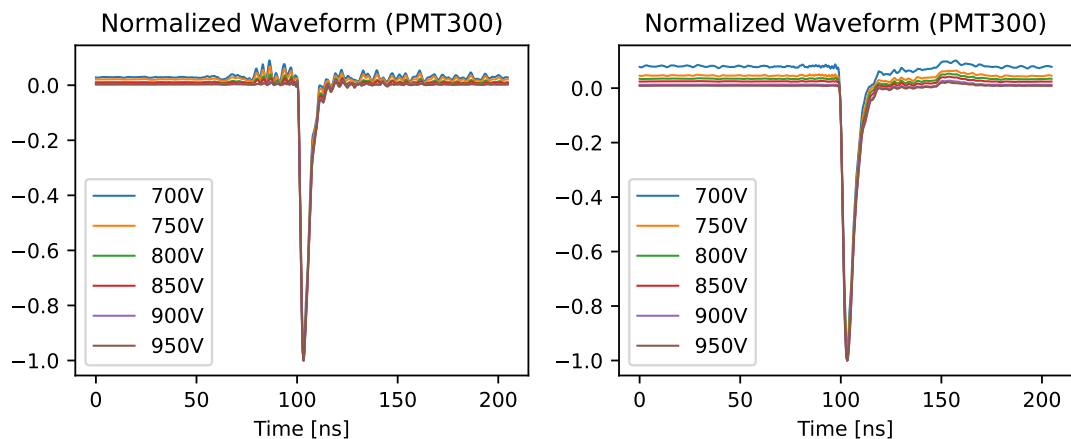 Normalized Waveform (PMT300)
0.0
−0.2
−0.4
−0.6
−0.8
−1.0
700V
750V
800V
850V
900V
950V
0 50 100 150 200
Time [ns]
Normalized Waveform (PMT300)
0.0
−0.2
−0.4
−0.6
−0.8
−1.0
700V
750V
800V
850V
900V
950V
0 50 100 150 200
Time [ns]